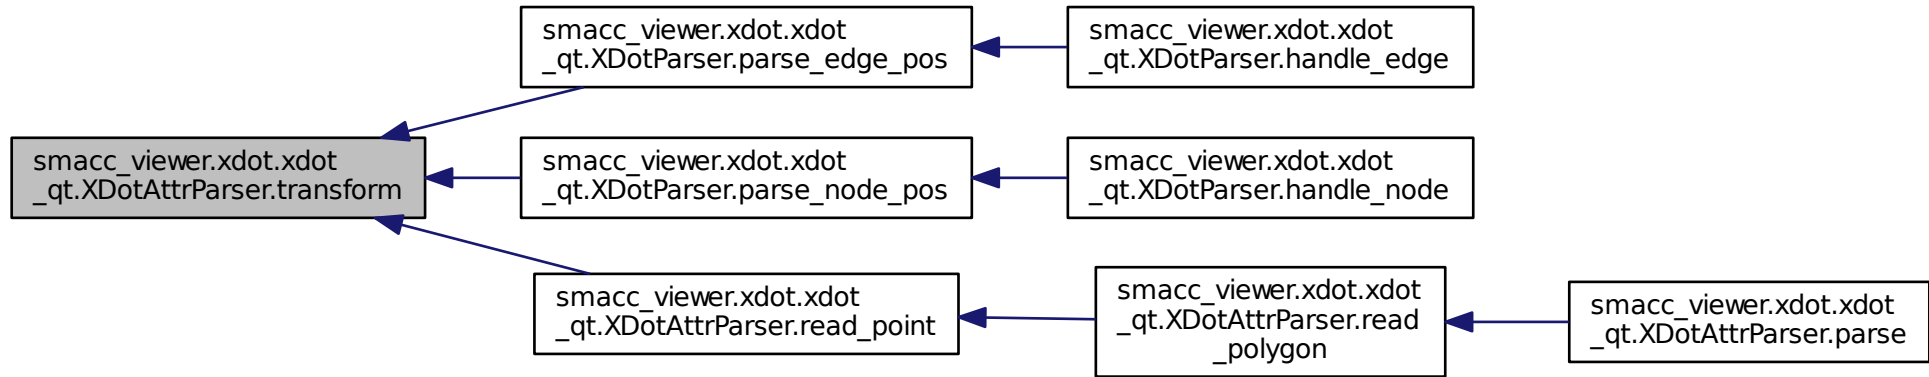 smacc_viewer.xdot.xdot
_qt.XDotParser.parse_edge_pos
smacc_viewer.xdot.xdot
_qt.XDotParser.handle_edge
smacc_viewer.xdot.xdot
_qt.XDotAttrParser.transform
smacc_viewer.xdot.xdot
_qt.XDotParser.parse_node_pos
smacc_viewer.xdot.xdot
_qt.XDotParser.handle_node
smacc_viewer.xdot.xdot
_qt.XDotAttrParser.read_point
smacc_viewer.xdot.xdot
_qt.XDotAttrParser.read
_polygon
smacc_viewer.xdot.xdot
_qt.XDotAttrParser.parse